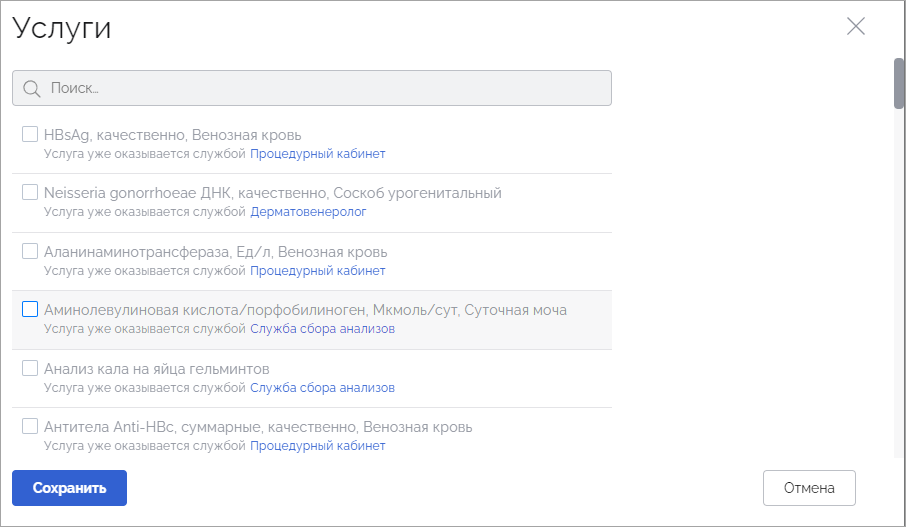 Услуги
Поиск...
HBsAg, качественно, Венозная кровь
Услуга уже оказывается службой Процедурный кабинет
Neisseria gonorrhoeae ДНК, качественно, Соскоб урогенитальный
Услуга уже оказывается службой Дерматовенеролог
Аланинаминотрансфераза, Ед/л, Венозная кровь
Услуга уже оказывается службой Процедурный кабинет
Аминолевулиновая кислота/порфобилиноген, Мкмоль/сут, Суточная моча
Услуга уже оказывается службой Служба сбора анализов
Анализ кала на яйца гельминтов
Услуга уже оказывается службой Служба сбора анализов
Антитела Anti-HBc, суммарные, качественно, Венозная кровь
Услуга уже оказывается службой Процедурный кабинет
Сохранить
Отмена